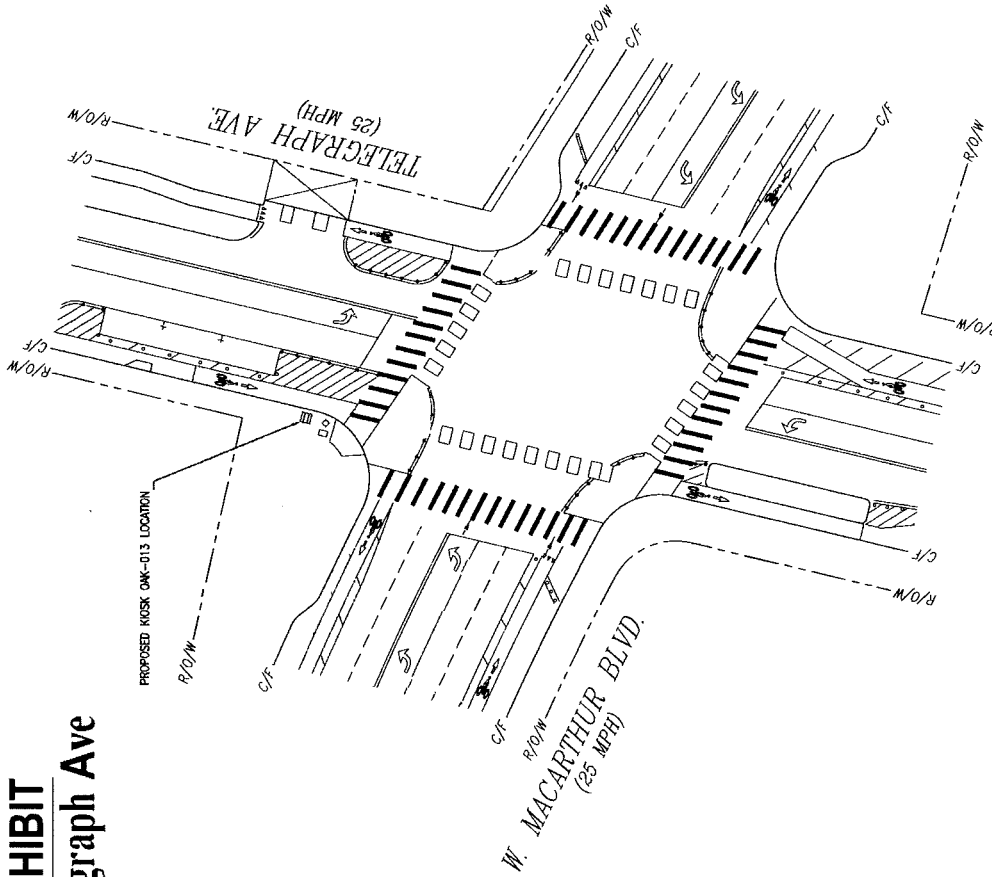 HIBIT
graph Ave
PROPOSED KIOSK OAK-013 LOCATION
TELEGRAPH AVE.
(25 MPH)
W. MACARTHUR BLVD.
(25 MPH)
R/O/W
C/F
R/O/W
C/F
C/F
R/O/W
R/O/W
C/F
C/F
R/O/W
C/F
R/O/W
R/O/W
C/F
R/O/W
C/F
R/O/W